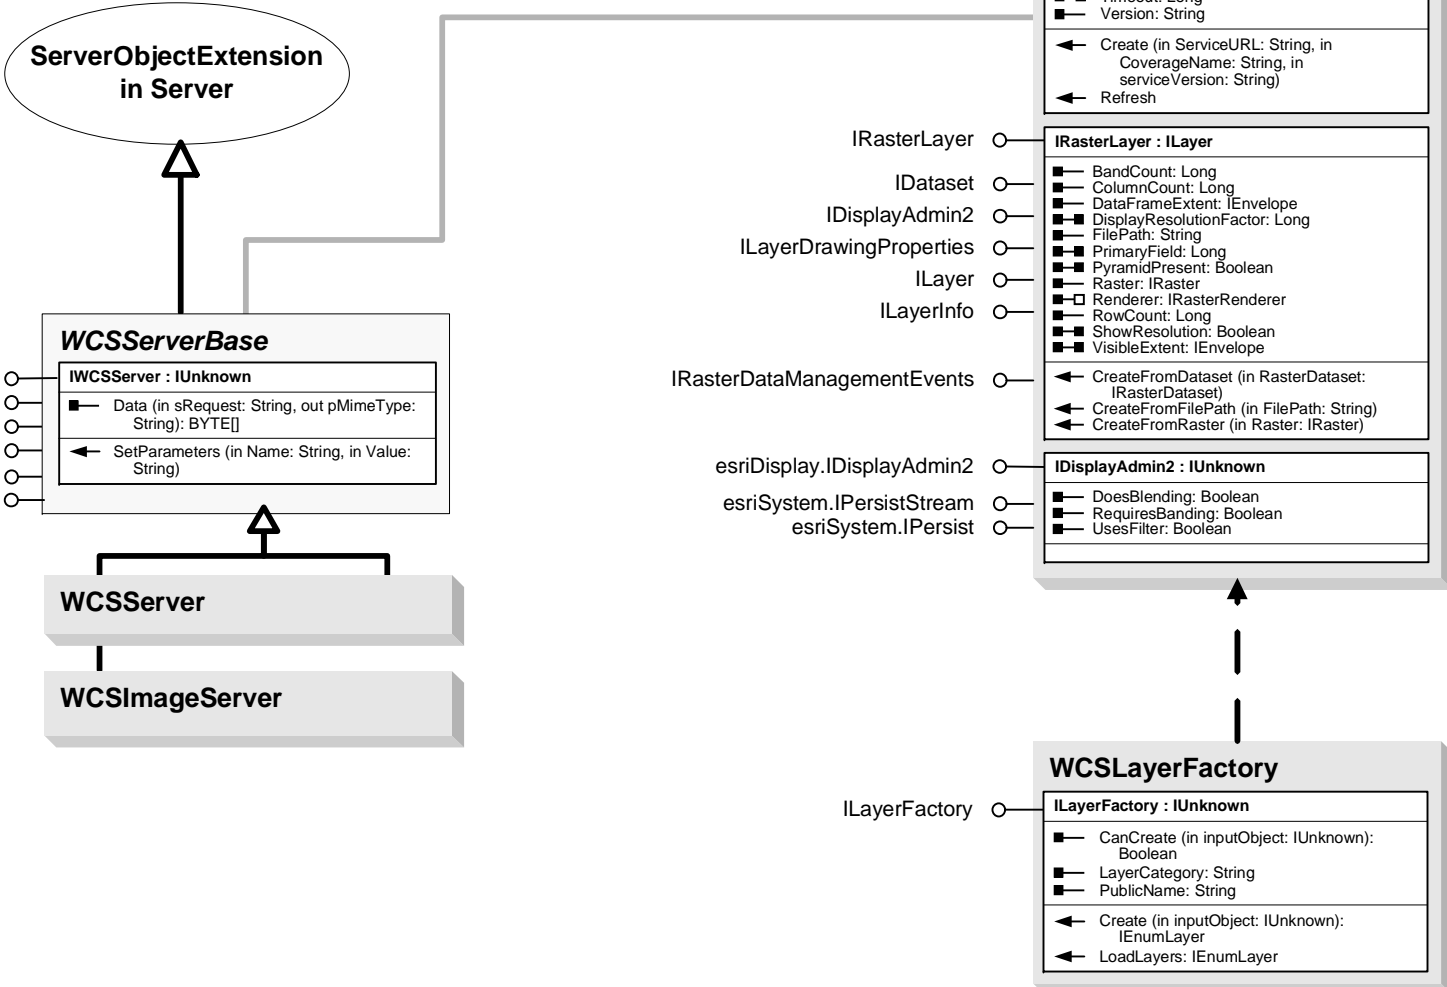 ServerObjectExtension
in Server
WCSServerBase
IWCSServer : IUnknown
Data (in sRequest: String, out pMimeType:
String): BYTE[]
SetParameters (in Name: String, in Value:
String)
WCSServer
WCSImageServer
Timeout: Long
Version: String
Create (in ServiceURL: String, in
CoverageName: String, in
serviceVersion: String)
Refresh
IRasterLayer
IDataset
IDisplayAdmin2
ILayerDrawingProperties
ILayer
ILayerInfo
IRasterDataManagementEvents
esriDisplay.IDisplayAdmin2
esriSystem.IPersistStream
esriSystem.IPersist
IRasterLayer : ILayer
BandCount: Long
ColumnCount: Long
DataFrameExtent: IEnvelope
DisplayResolutionFactor: Long
FilePath: String
PrimaryField: Long
PyramidPresent: Boolean
Raster: IRaster
Renderer: IRasterRenderer
RowCount: Long
ShowResolution: Boolean
VisibleExtent: IEnvelope
CreateFromDataset (in RasterDataset:
IRasterDataset)
CreateFromFilePath (in FilePath: String)
CreateFromRaster (in Raster: IRaster)
IDisplayAdmin2 : IUnknown
DoesBlending: Boolean
RequiresBanding: Boolean
UsesFilter: Boolean
WCSLayerFactory
ILayerFactory
ILayerFactory : IUnknown
CanCreate (in inputObject: IUnknown):
Boolean
LayerCategory: String
PublicName: String
Create (in inputObject: IUnknown):
IEnumLayer
LoadLayers: IEnumLayer